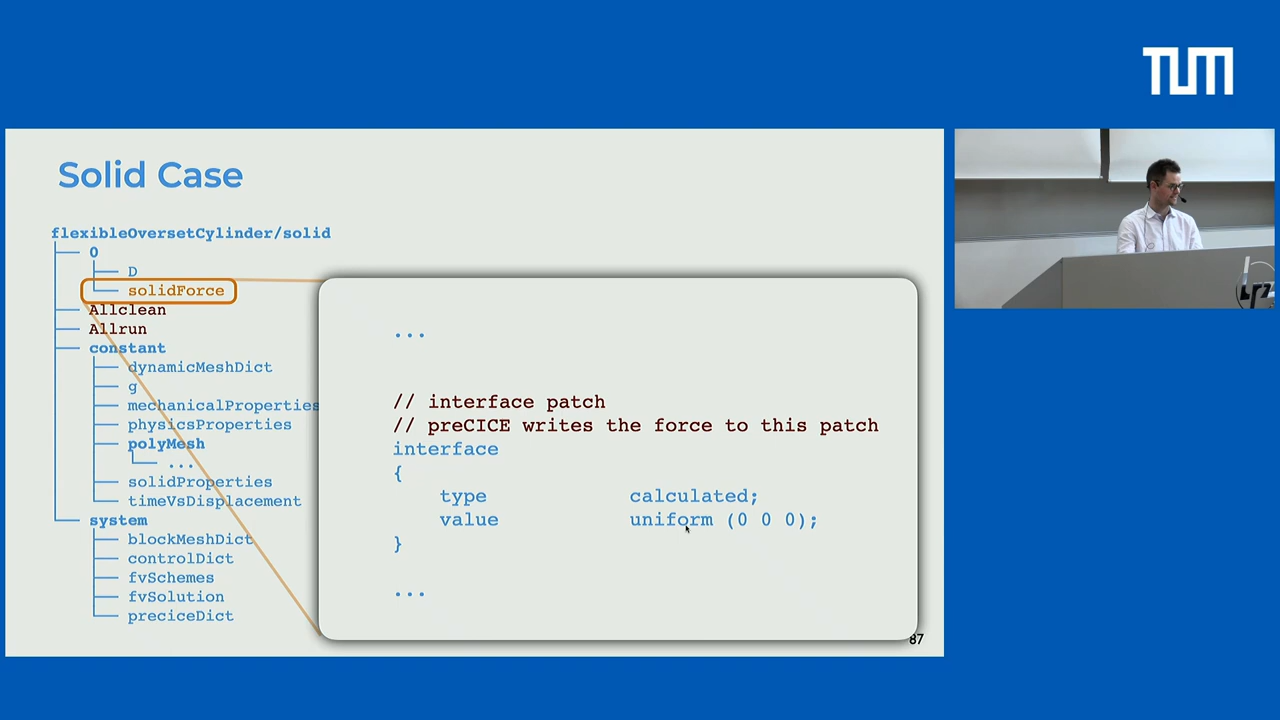 TUM
Solid Case
flexibleOversetCylinder/solid
0
D
solidForce
Allclean
Allrun
constant
dynamicMeshDict
g
mechanicalProperties
physicsProperties
polyMesh
...
solidProperties
timeVsDisplacement
system
blockMeshDict
controlDict
fvSchemes
fvSolution
preciceDict
...
// interface patch
// preCICE writes the force to this patch
interface
{
type calculated;
value uniform (0 0 0);
}
...
87
lrz